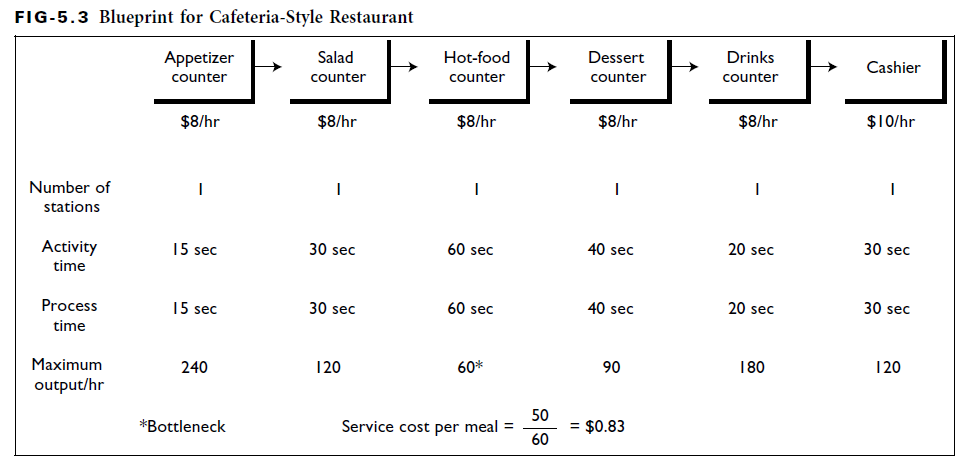 FIG-5.3 Blueprint for Cafeteria-Style Restaurant
Appetizer counter Salad counter Hot-food counter Dessert counter Drinks counter Cashier
$8/hr $8/hr $8/hr $8/hr $8/hr $10/hr
Number of stations 1 1 1 1 1 1
Activity time 15 sec 30 sec 60 sec 40 sec 20 sec 30 sec
Process time 15 sec 30 sec 60 sec 40 sec 20 sec 30 sec
Maximum output/hr 240 120 60* 90 180 120
*Bottleneck Service cost per meal = 50/60 = $0.83